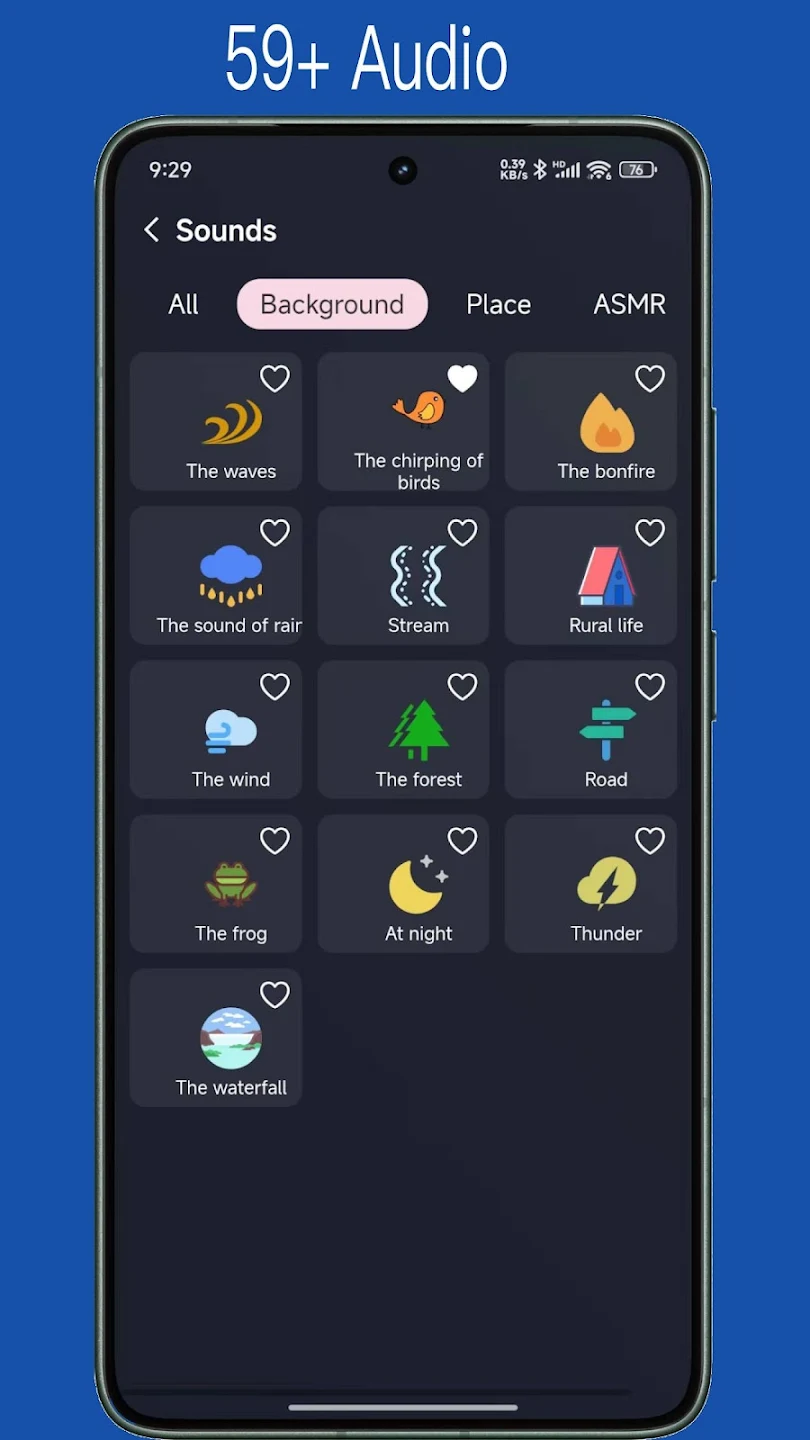 59+ Audio
9:29
0.39
KB/s
HD
6
76
Sounds
All
Background
Place
ASMR
The waves
The chirping of
birds
The bonfire
The sound of rain
Stream
Rural life
The wind
The forest
Road
The frog
At night
Thunder
The waterfall